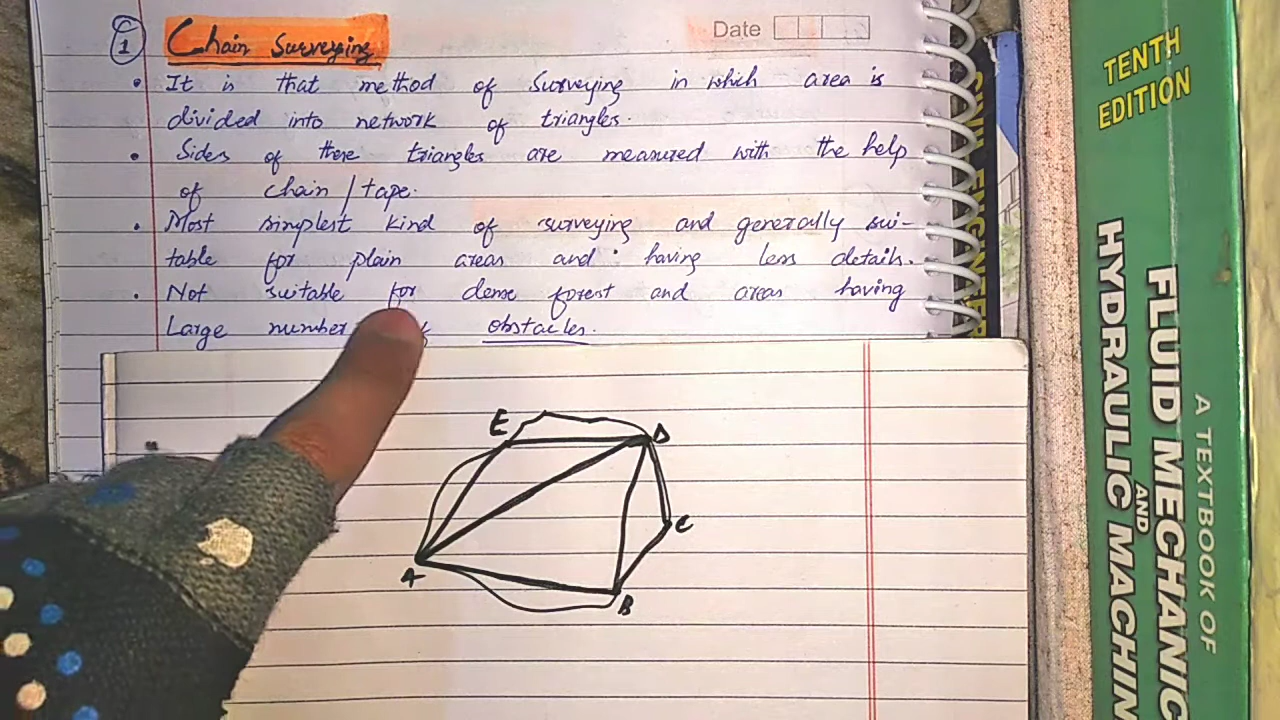 1 Chain Surveying
Date
• It is that method of Surveying in which area is
divided into network of triangles.
• Sides of these triangles are measured with the help
of chain / tape.
• Most simplest kind of surveying and generally sui-
table for plain areas and having less details.
• Not suitable for dense forest and areas having
Large number obstacles.
E
D
C
A
B
TENTH
EDITION
A TEXTBOOK OF
FLUID MECHANIC
AND
HYDRAULIC MACHIN